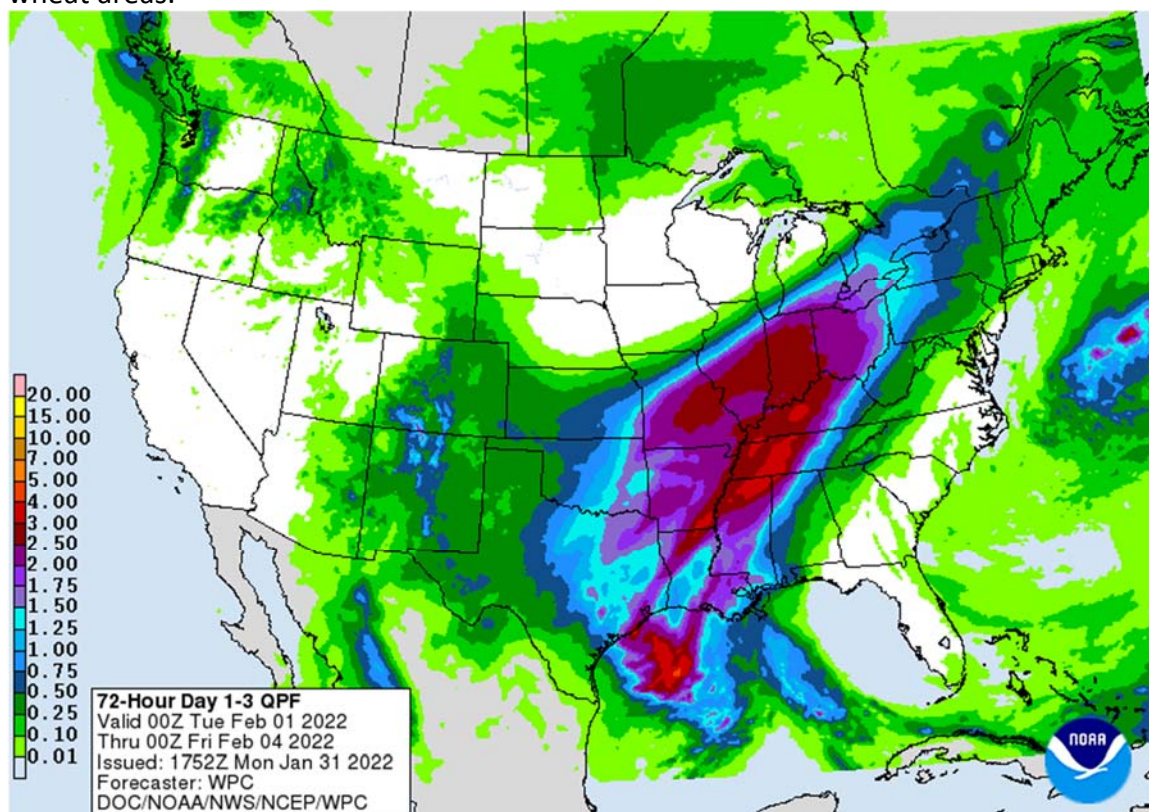 wheat areas.
20.00
15.00
10.00
7.00
5.00
4.00
3.00
2.50
2.00
1.75
1.50
1.25
1.00
0.75
0.50
0.25
0.10
0.01
72-Hour Day 1-3 QPF
Valid 00Z Tue Feb 01 2022
Thru 00Z Fri Feb 04 2022
Issued: 1752Z Mon Jan 31 2022
Forecaster: WPC
DOC/NOAA/NWS/NCEP/WPC
NOAA